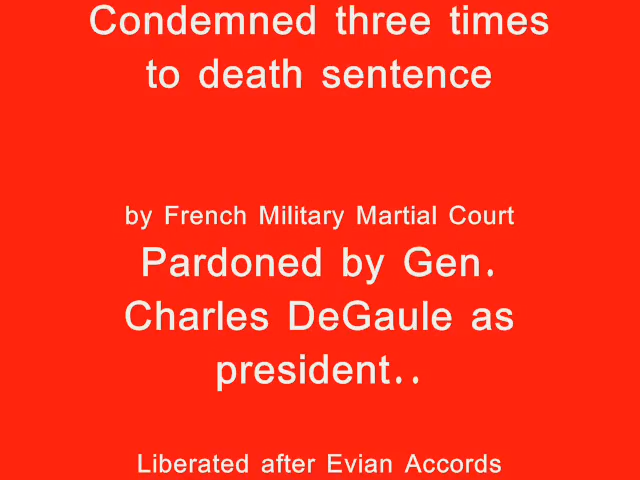 Condemned three times
to death sentence
by French Military Martial Court
Pardoned by Gen.
Charles DeGaule as
president..
Liberated after Evian Accords